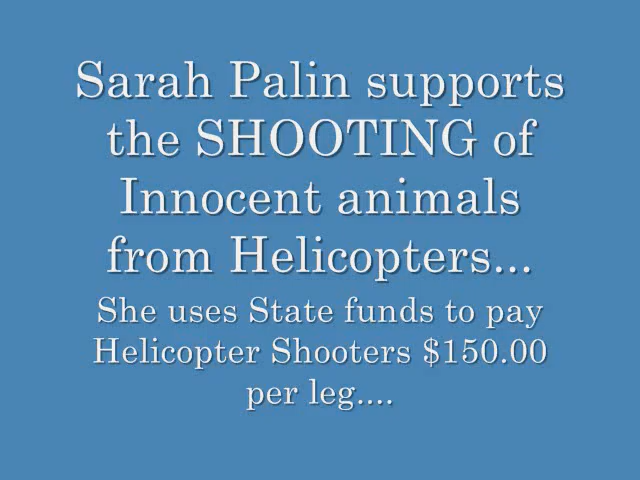 Sarah Palin supports
the SHOOTING of
Innocent animals
from Helicopters...
She uses State funds to pay
Helicopter Shooters $150.00
per leg....